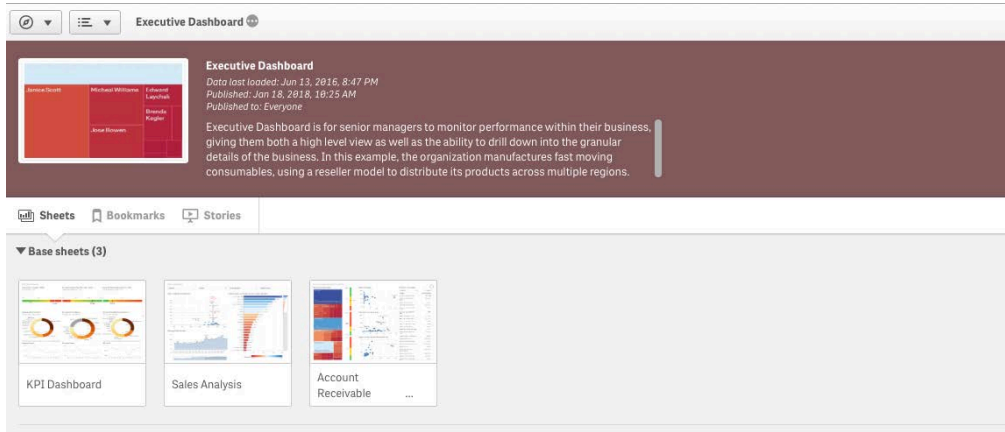 Executive Dashboard
Executive Dashboard
Data last loaded: Jun 13, 2016, 8:47 PM
Published: Jan 18, 2018, 10:25 AM
Published to: Everyone
Executive Dashboard is for senior managers to monitor performance within their business,
giving them both a high level view as well as the ability to drill down into the granular
details of the business. In this example, the organization manufactures fast moving
consumables, using a reseller model to distribute its products across multiple regions.
Janice Scott
Micheal Williams
Edward
Laychak
Brenda
Kegler
Jose Bowen
Sheets
Bookmarks
Stories
Base sheets (3)
KPI Dashboard
Sales Analysis
Account
Receivable ...